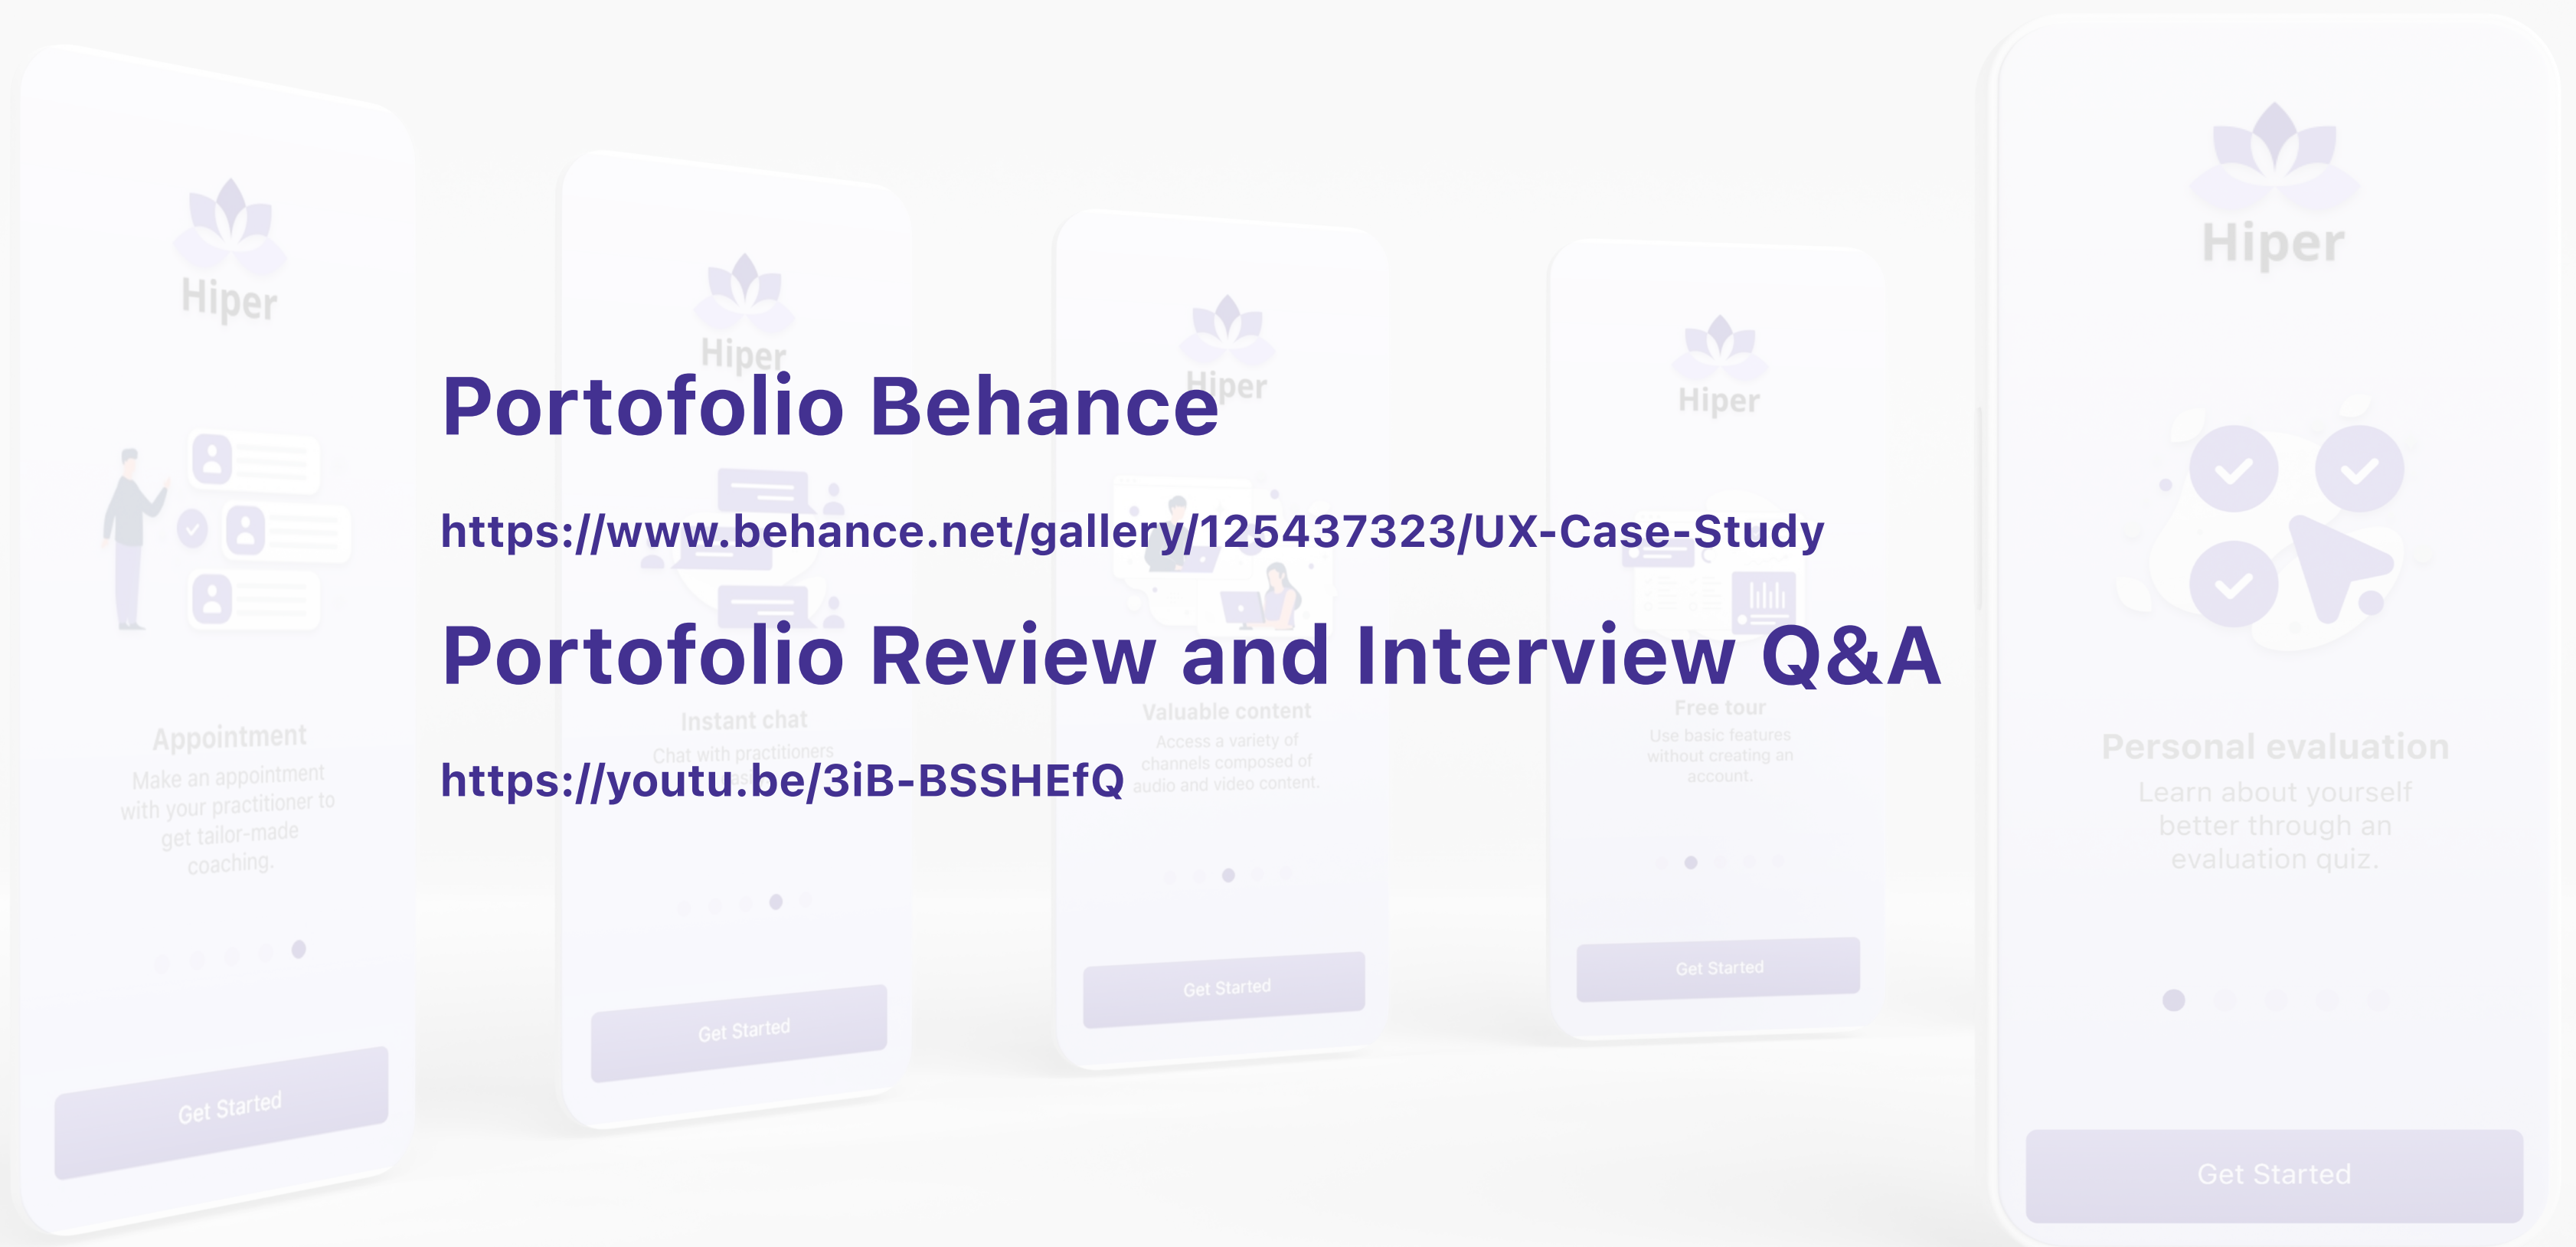 Portofolio Behance
https://www.behance.net/gallery/125437323/UX-Case-Study
Portofolio Review and Interview Q&A
https://youtu.be/3iB-BSSHEfQ
Hiper
Appointment
Make an appointment
with your practitioner to
get tailor-made
coaching.
Get Started
Hiper
Instant chat
Chat with practitioners
Get Started
Hiper
Valuable content
Access a variety of
channels composed of
audio and video content.
Get Started
Hiper
Free tour
Use basic features
without creating an
account.
Get Started
Hiper
Personal evaluation
Learn about yourself
better through an
evaluation quiz.
Get Started